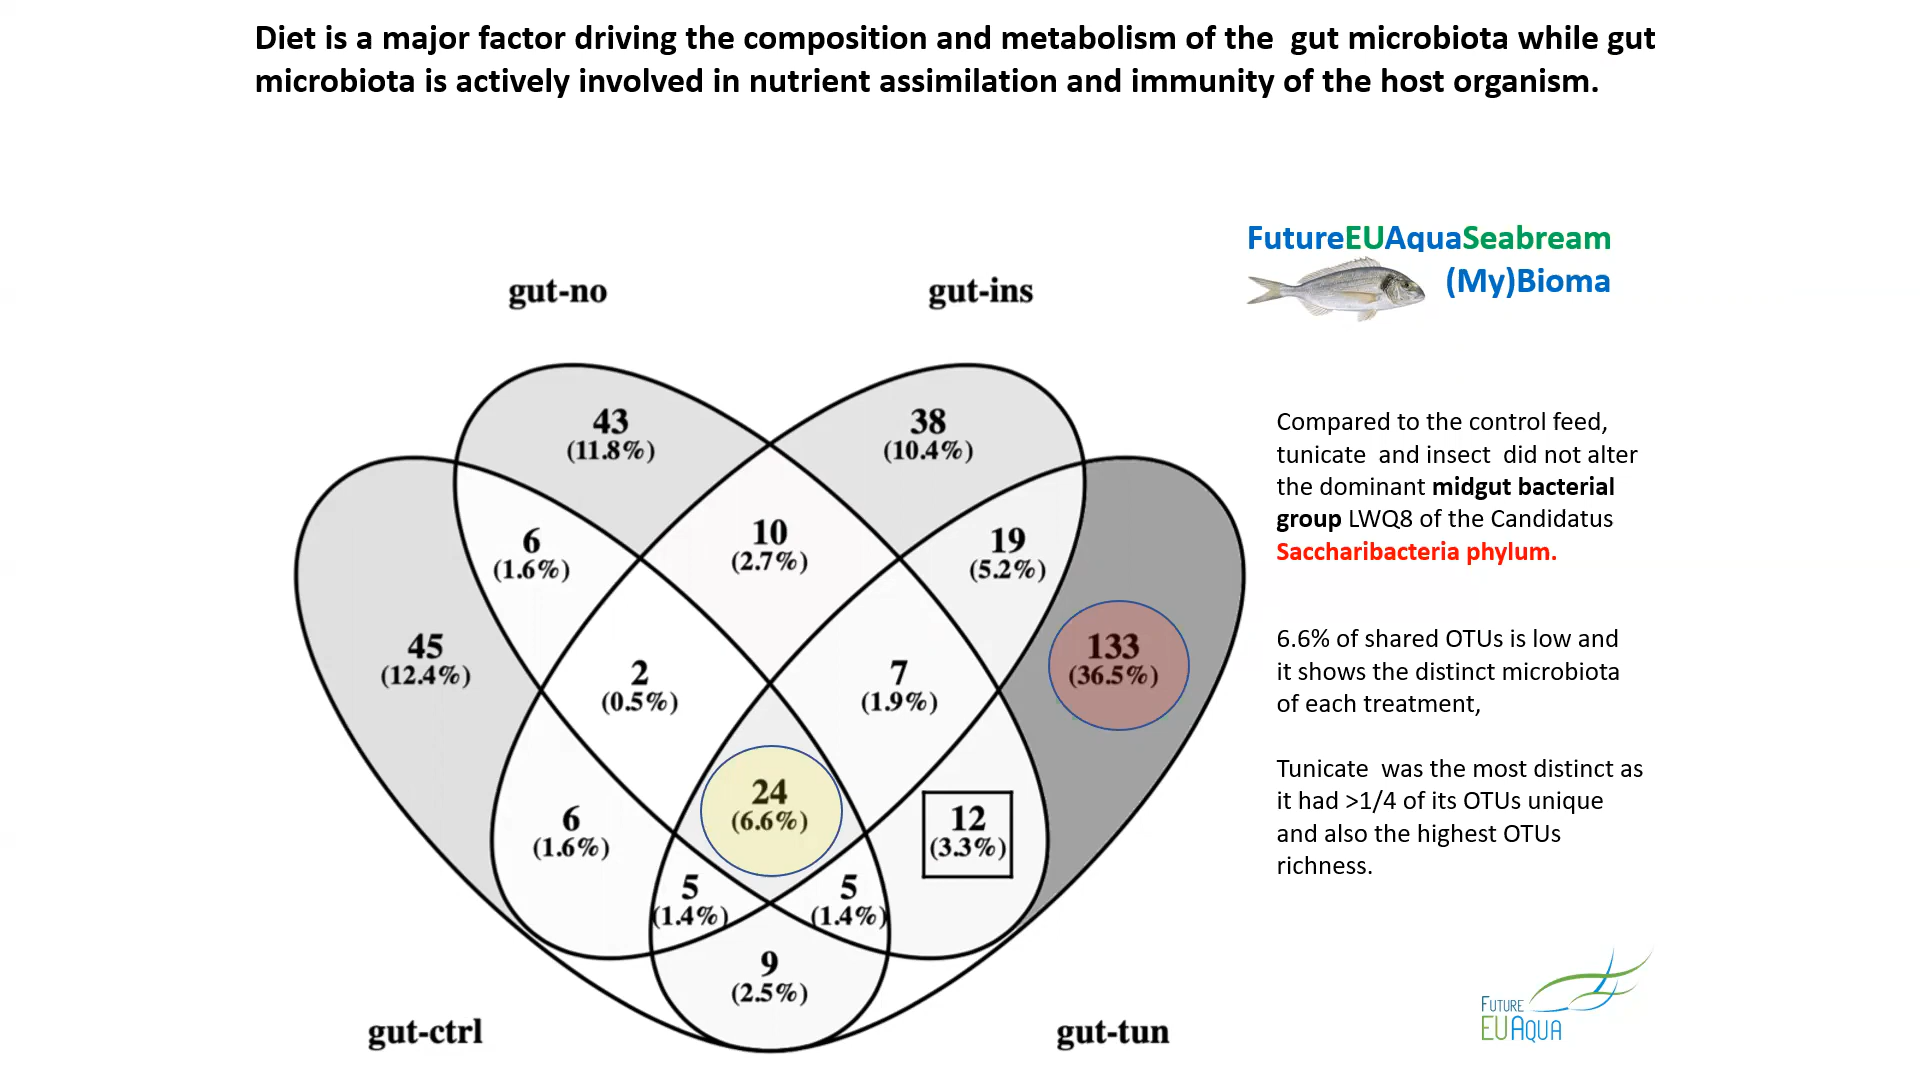 Diet is a major factor driving the composition and metabolism of the  gut microbiota while gut
microbiota is actively involved in nutrient assimilation and immunity of the host organism.
FutureEUAquaSeabream
(My)Bioma
gut-no
gut-ins
43
(11.8%)
38
(10.4%)
6
(1.6%)
10
(2.7%)
19
(5.2%)
45
(12.4%)
2
(0.5%)
7
(1.9%)
133
(36.5%)
24
(6.6%)
6
(1.6%)
12
(3.3%)
5
(1.4%)
5
(1.4%)
9
(2.5%)
gut-ctrl
gut-tun
Compared to the control feed,
tunicate  and insect  did not alter
the dominant midgut bacterial
group LWQ8 of the Candidatus
Saccharibacteria phylum.
6.6% of shared OTUs is low and
it shows the distinct microbiota
of each treatment,
Tunicate  was the most distinct as
it had >1/4 of its OTUs unique
and also the highest OTUs
richness.
FUTURE
EUAQUA